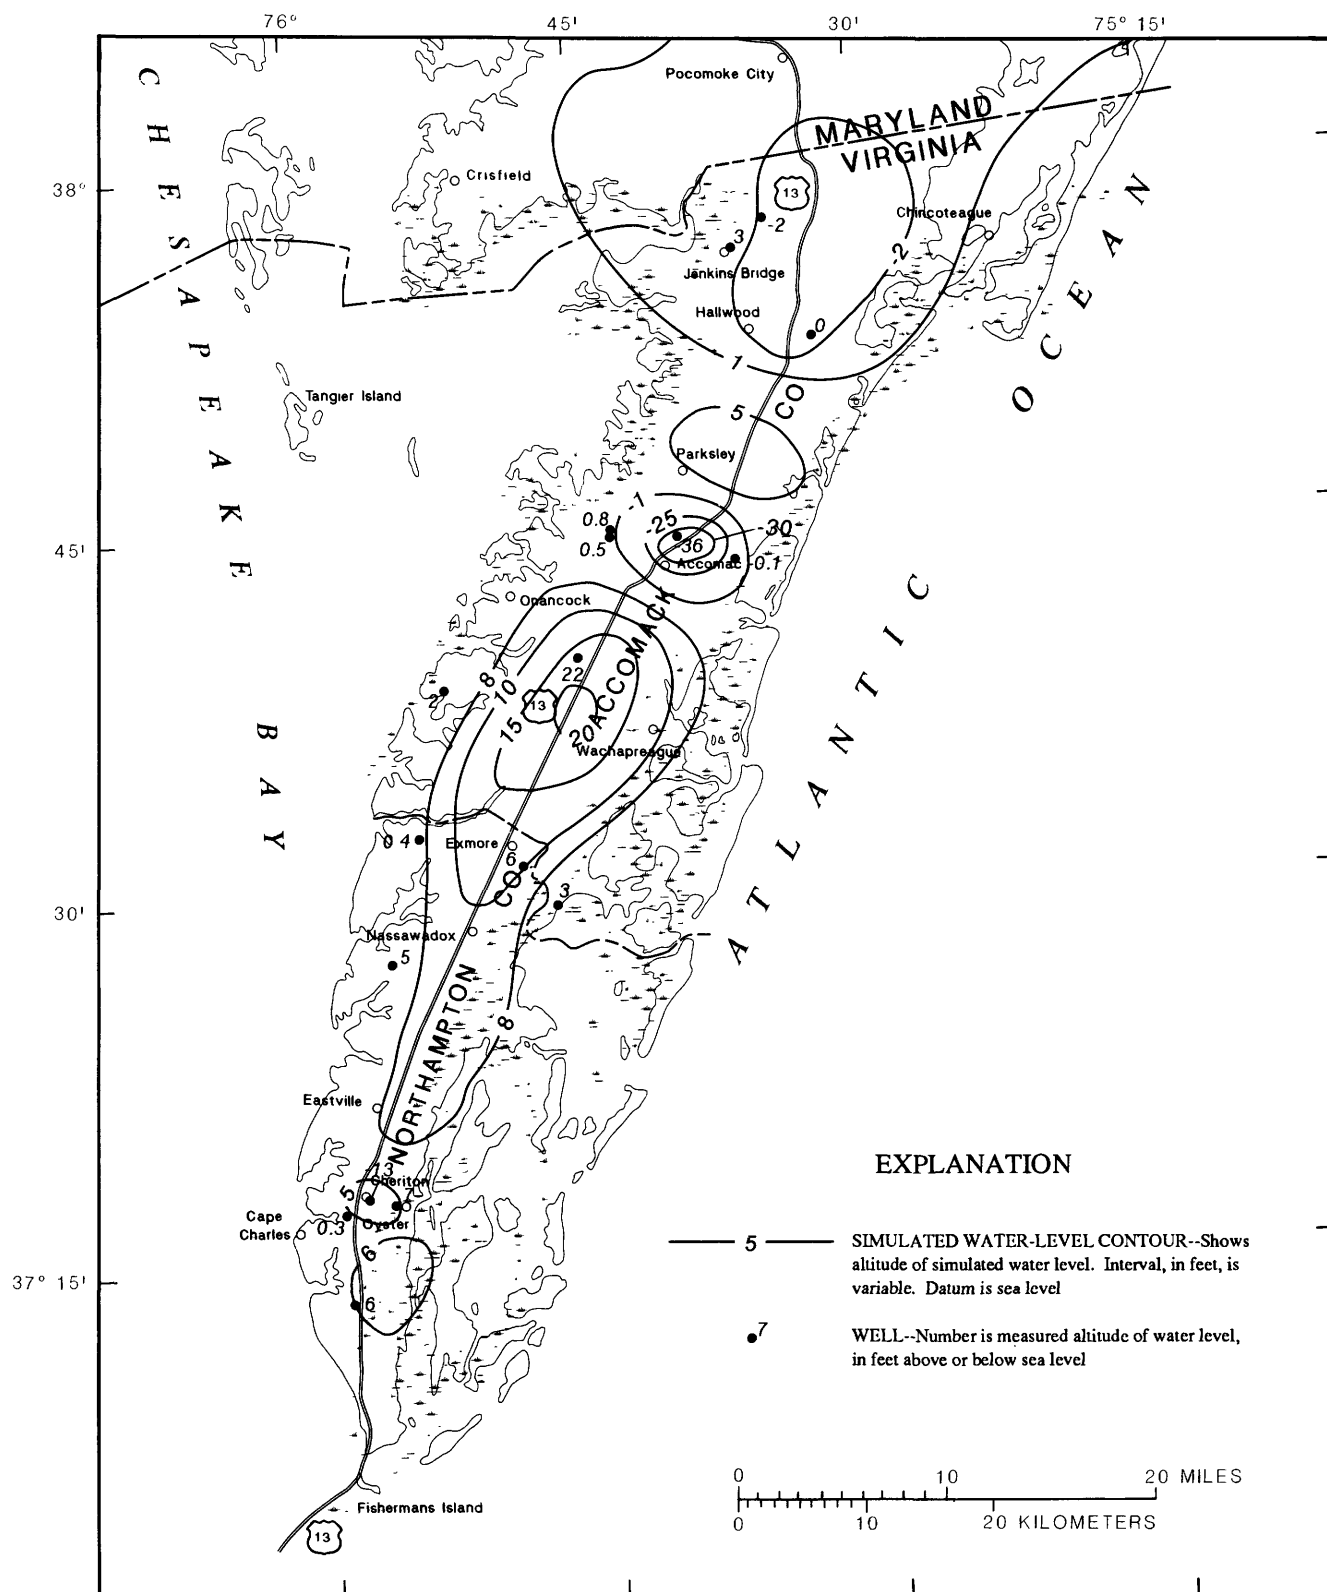 76°
45'
30'
75° 15'
Pocomoke City
MARYLAND
VIRGINIA
Crisfield
38°
13
Chincoteague
-2
3
-2
Jenkins Bridge
Hallwood
0
1
CHESAPEAKE BAY
ATLANTIC OCEAN
Tangier Island
CO
5
Parksley
-1
0.8
-25
-30
0.5
36
45'
Accomac
-0.1
Onancock
ACCOMACK
8
10
22
2
13
15
20
Wachapreague
0 4
Exmore
6
CO
3
30'
Nassawadox
5
NORTHAMPTON
8
Eastville
-13
Cheriton
5
7
Cape
Charles
0.3
Oyster
6
37° 15'
6
EXPLANATION
5
SIMULATED WATER-LEVEL CONTOUR--Shows
altitude of simulated water level. Interval, in feet, is
variable. Datum is sea level
7
WELL--Number is measured altitude of water level,
in feet above or below sea level
0 10 20 MILES
0 10 20 KILOMETERS
Fishermans Island
13